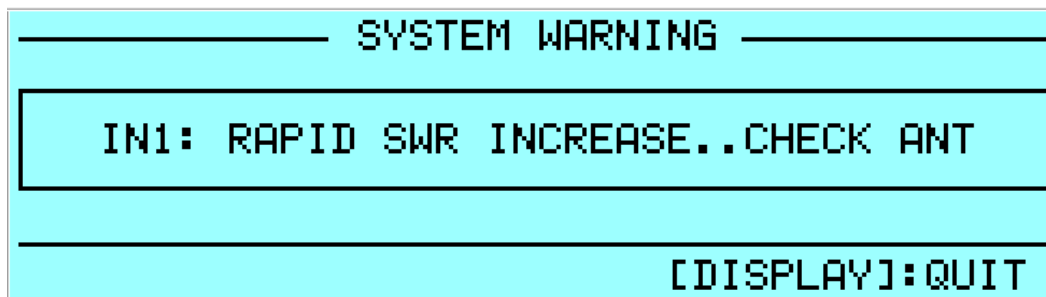 SYSTEM WARNING
IN1: RAPID SWR INCREASE..CHECK ANT
[DISPLAY]:QUIT